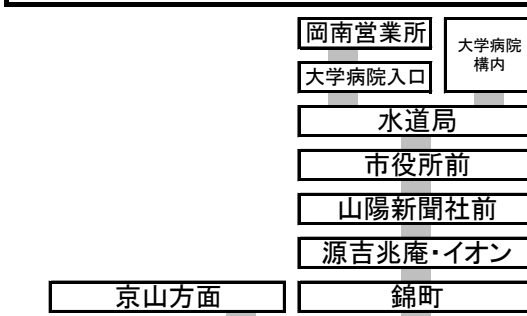 岡南営業所
大学病院
構内
大学病院入口
水道局
市役所前
山陽新聞社前
源吉兆庵・イオン
京山方面
錦町